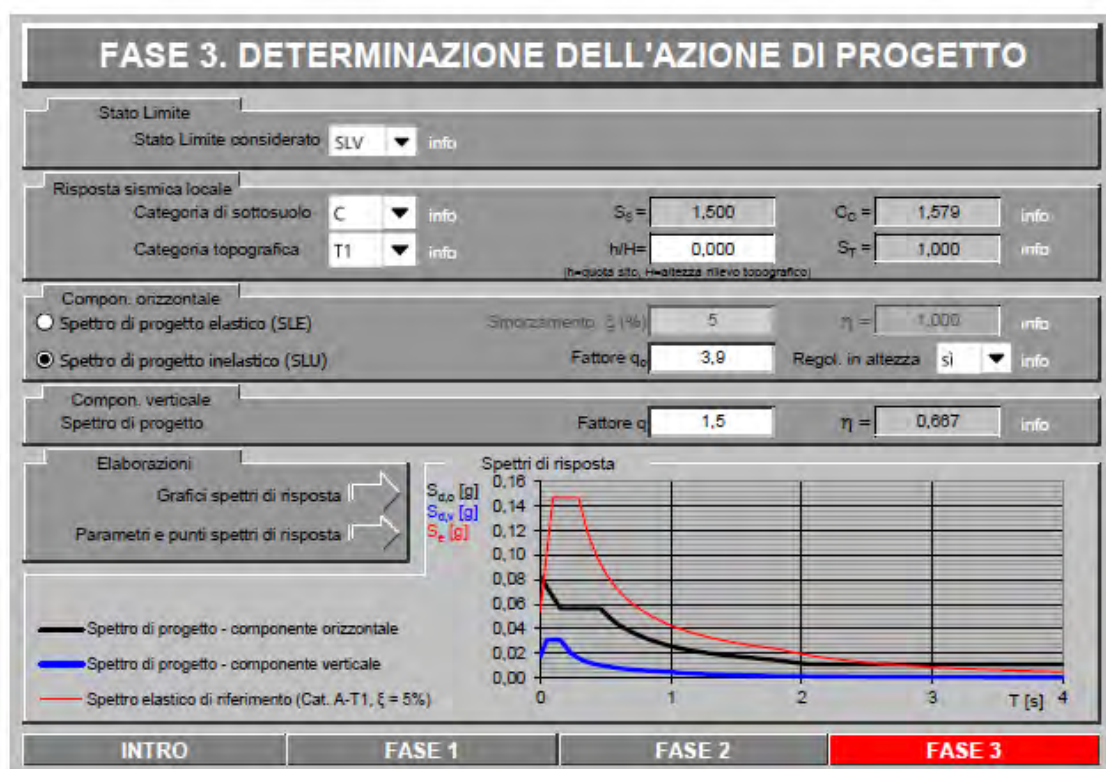 FASE 3. DETERMINAZIONE DELL'AZIONE DI PROGETTO
Stato Limite
Stato Limite considerato SLV info
Risposta sismica locale
Categoria di sottosuolo C info S_S = 1,500 C_C = 1,579 info
Categoria topografica T1 info h/H= 0,000 S_T = 1,000 info
(h=quota sito, H=altezza rilievo topografico)
Compon. orizzontale
Spettro di progetto elastico (SLE) Smorzamento ξ (%) 5 η = 1,000 info
Spettro di progetto inelastico (SLU) Fattore q_o 3,9 Regol. in altezza sì info
Compon. verticale
Spettro di progetto Fattore q 1,5 η = 0,667 info
Elaborazioni
Grafici spettri di risposta
Parametri e punti spettri di risposta
Spettri di risposta
S_d,o [g]
S_d,v [g]
S_e [g]
0,16
0,14
0,12
0,10
0,08
0,06
0,04
0,02
0,00
0 1 2 3 T [s] 4
Spettro di progetto - componente orizzontale
Spettro di progetto - componente verticale
Spettro elastico di riferimento (Cat. A-T1, ξ = 5%)
INTRO FASE 1 FASE 2 FASE 3